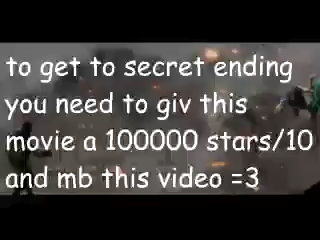 to get to secret ending
you need to giv this
movie a 100000 stars/10
and mb this video =3